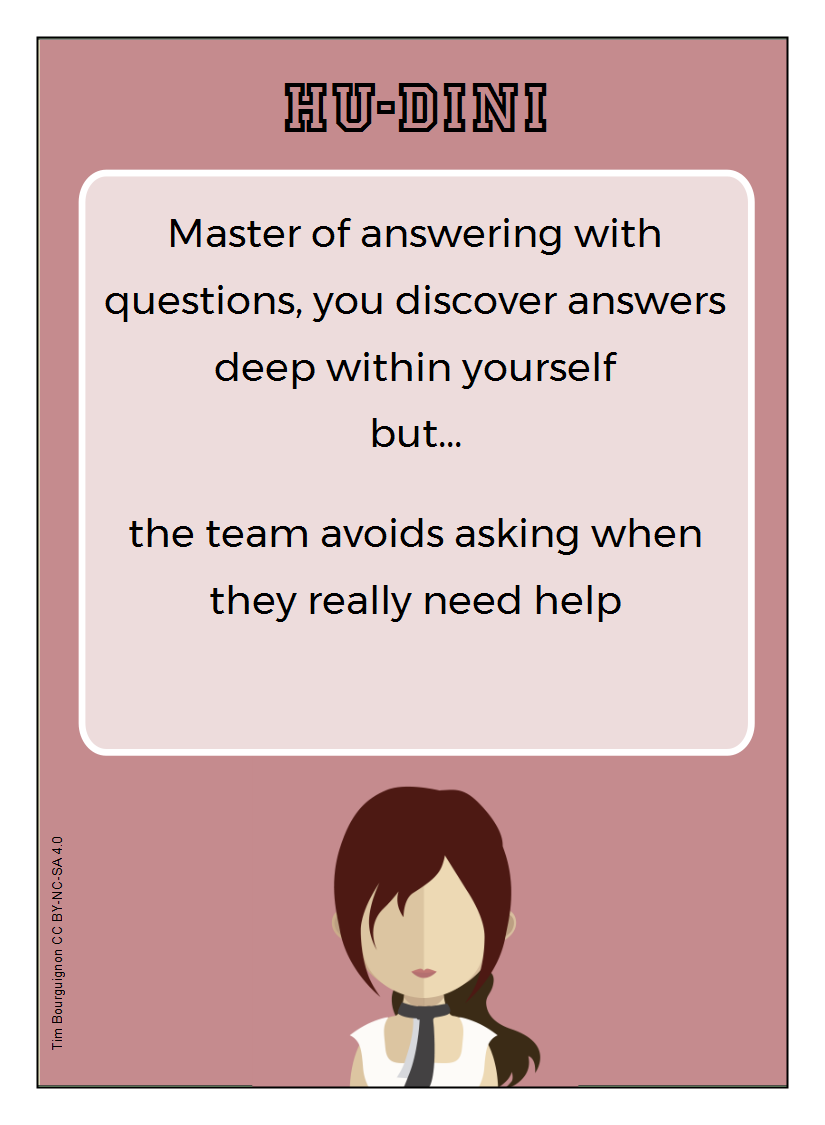 HU-DINI
Master of answering with
questions, you discover answers
deep within yourself
but...
the team avoids asking when
they really need help
Tim Bourguignon CC BY-NC-SA 4.0